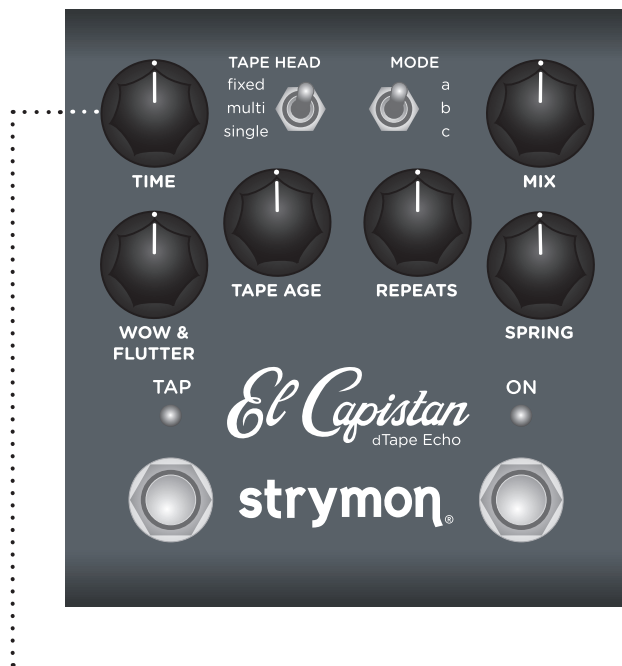 TAPE HEAD
MODE
fixed
a
multi
b
single
c
TIME
MIX
TAPE AGE
REPEATS
WOW &
FLUTTER
SPRING
TAP
ON
El Capistan
dTape Echo
strymon®